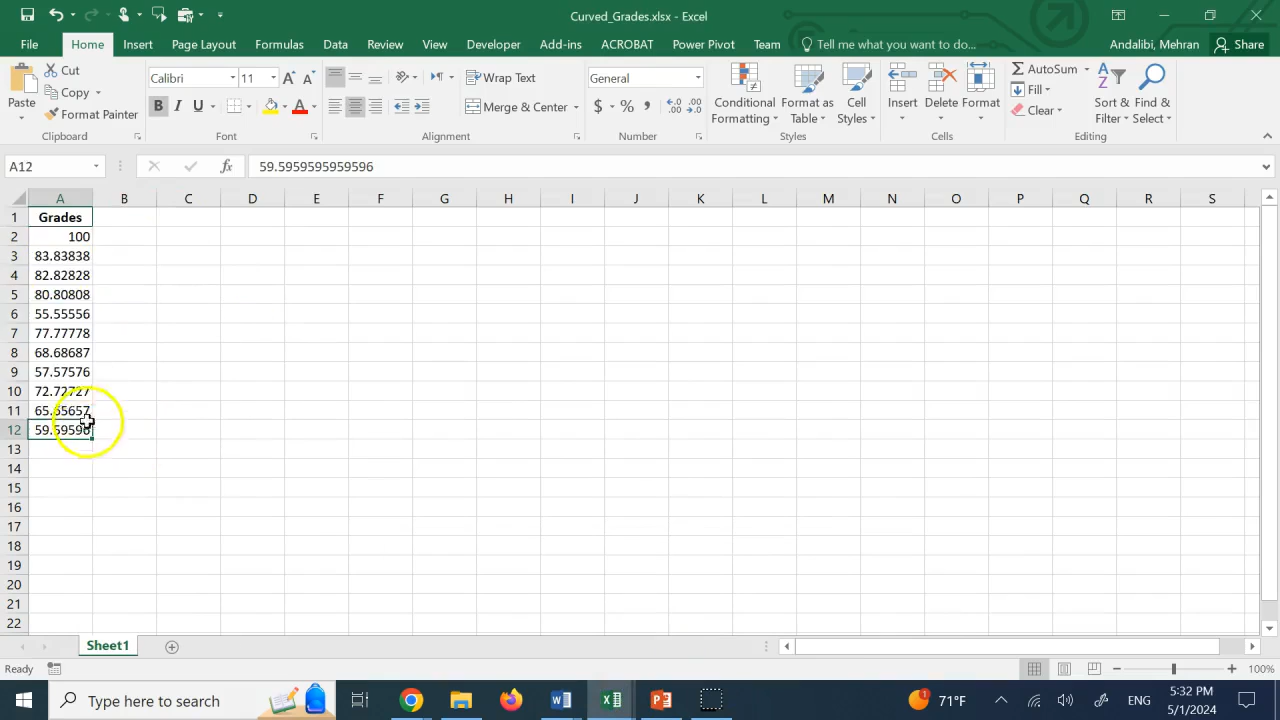 Curved_Grades.xlsx - Excel
File Home Insert Page Layout Formulas Data Review View Developer Add-ins ACROBAT Power Pivot Team Tell me what you want to do... Andalibi, Mehran Share
Cut
Copy
Format Painter
Paste
Clipboard
Calibri 11
B I U
Font
Wrap Text
Merge & Center
Alignment
General
$ % ,
Number
Conditional Formatting
Format as Table
Cell Styles
Styles
Insert Delete Format
Cells
AutoSum
Fill
Clear
Sort & Filter
Find & Select
Editing
A12 fx 59.5959595959596
A B C D E F G H I J K L M N O P Q R S
1 Grades
2 100
3 83.83838
4 82.82828
5 80.80808
6 55.55556
7 77.77778
8 68.68687
9 57.57576
10 72.72727
11 65.65657
12 59.59596
13
14
15
16
17
18
19
20
21
22
Sheet1
Ready 100%
Type here to search
71°F
ENG
5:32 PM
5/1/2024